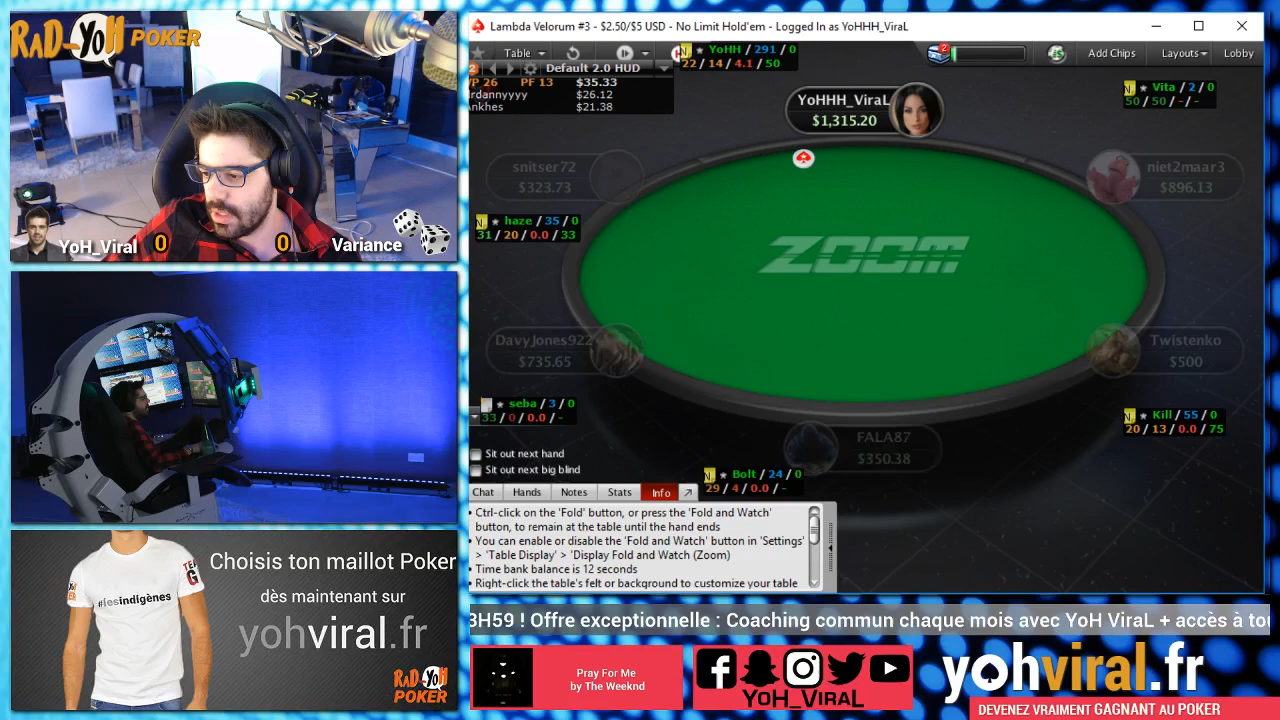 RAD-YOH POKER
YoH_Viral 0
0 Variance
Choisis ton maillot Poker
dès maintenant sur
yohviral.fr
#lesindigènes
RAD-YOH
POKER
Lambda Velorum #3 - $2.50/$5 USD - No Limit Hold'em - Logged In as YoHHH_ViraL
Table
Add Chips
Layouts
Lobby
2
Default 2.0 HUD
VP 26 PF 13 $35.33
rdannyyyy $26.12
nkhes $21.38
YoHH / 291 / 0
22 / 14 / 4.1 / 50
Vita / 2 / 0
50 / 50 / - / -
YoHHH_ViraL
$1,315.20
snitser72
$323.73
niet2maar3
$896.13
haze / 35 / 0
31 / 20 / 0.0 / 33
ZOOM
DavyJones922
$735.65
Twistenko
$500
seba / 3 / 0
33 / 0 / 0.0 / -
Kill / 55 / 0
20 / 13 / 0.0 / 75
FALA87
$350.38
Bolt / 24 / 0
29 / 4 / 0.0 / -
Sit out next hand
Sit out next big blind
Chat Hands Notes Stats Info
• Ctrl-click on the 'Fold' button, or press the 'Fold and Watch'
button, to remain at the table until the hand ends
• You can enable or disable the 'Fold and Watch' button in 'Settings'
> 'Table Display' > 'Display Fold and Watch (Zoom)
• Time bank balance is 12 seconds
• Right-click the table's felt or background to customize your table
3H59 ! Offre exceptionnelle : Coaching commun chaque mois avec YoH ViraL + accès à to
Pray For Me
by The Weeknd
YoH_ViraL
yohviral.fr
DEVENEZ VRAIMENT GAGNANT AU POKER